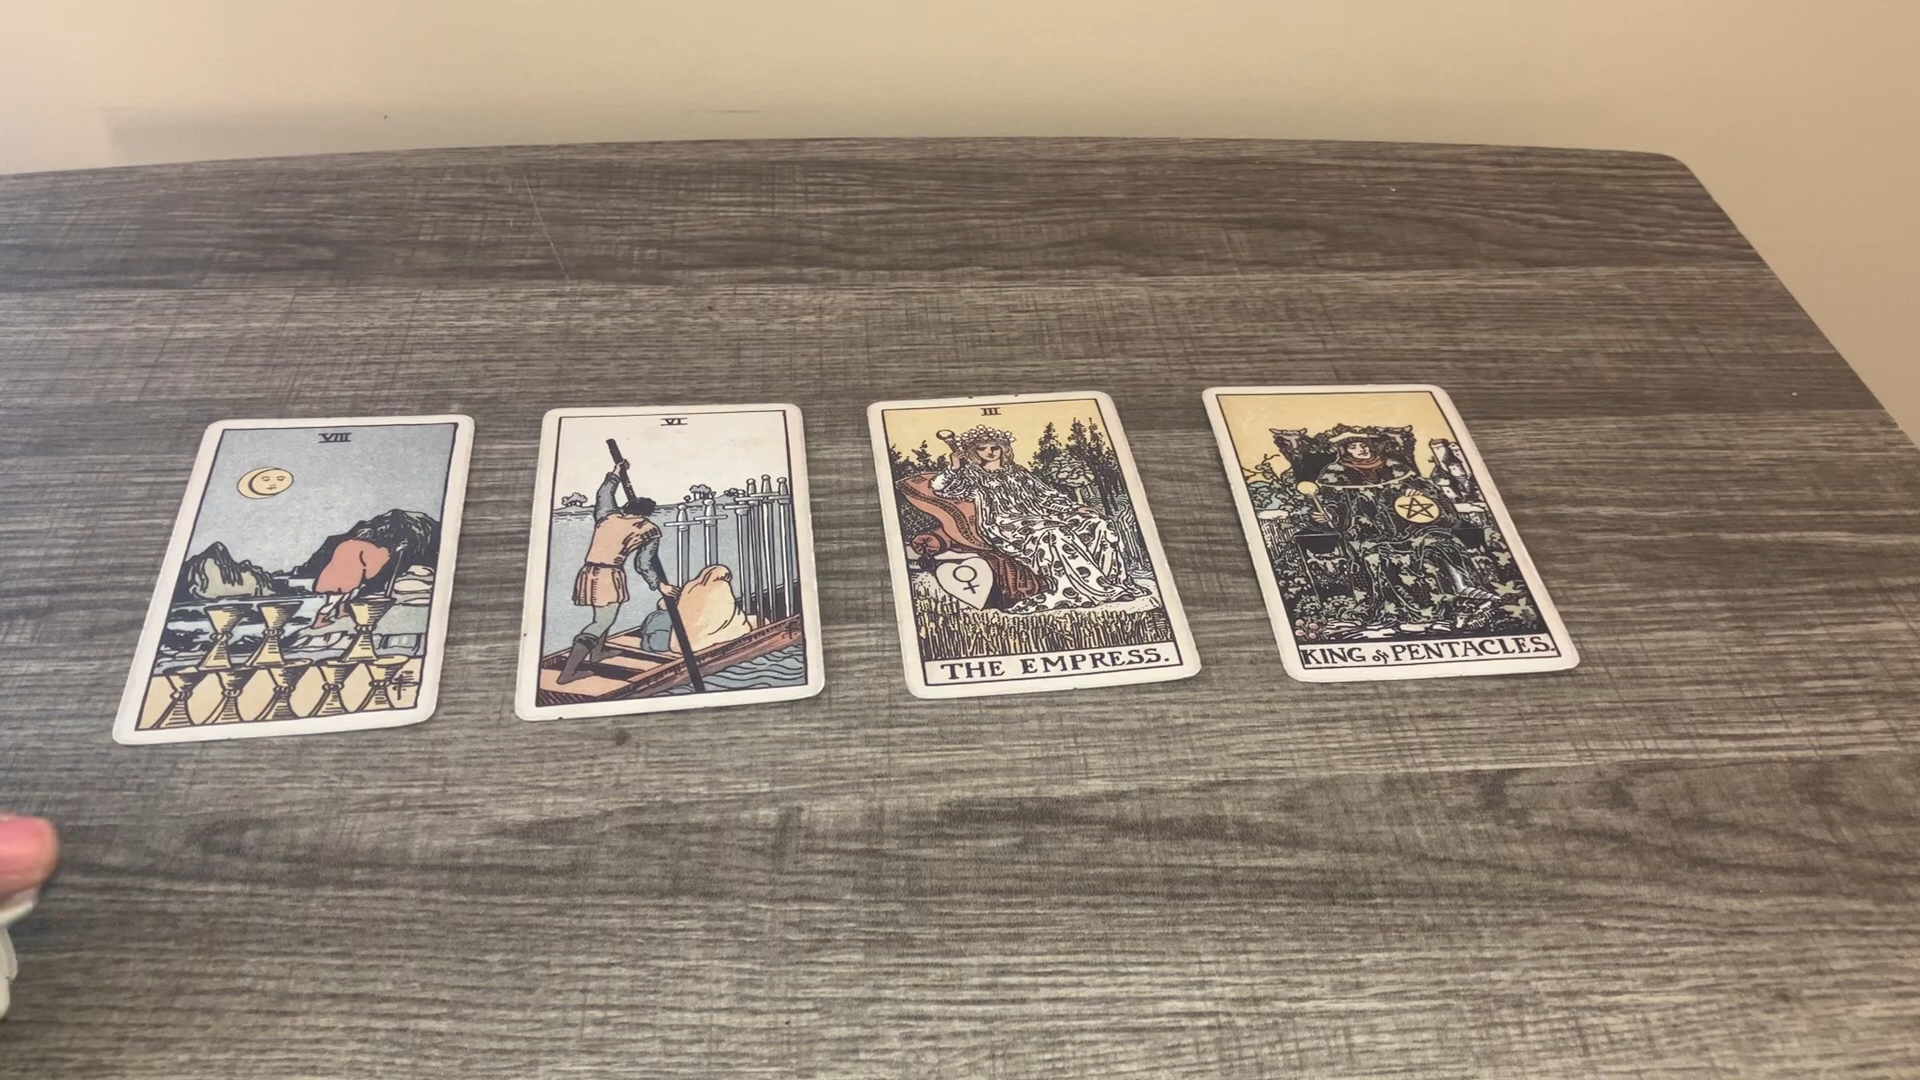 VIII
VI
III
THE EMPRESS.
KING of PENTACLES.